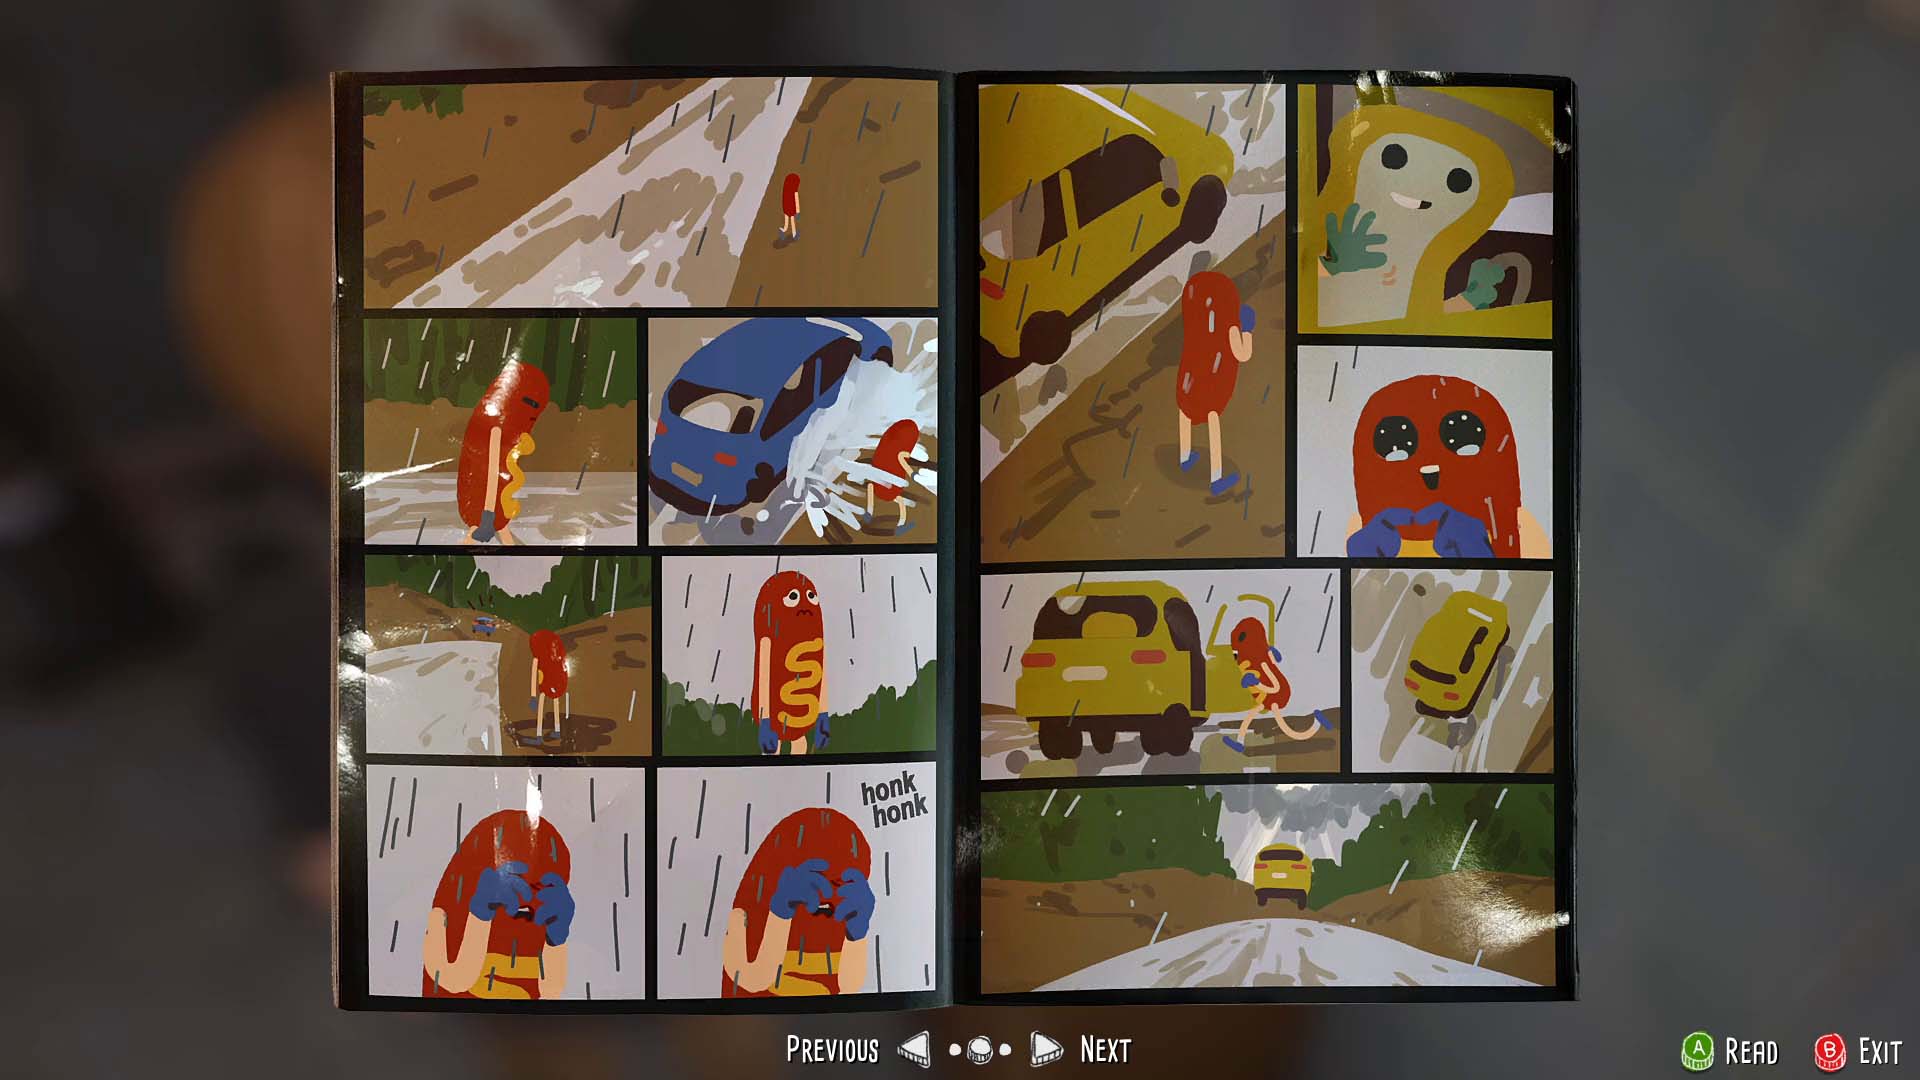 honk
honk
PREVIOUS
NEXT
A READ
B EXIT